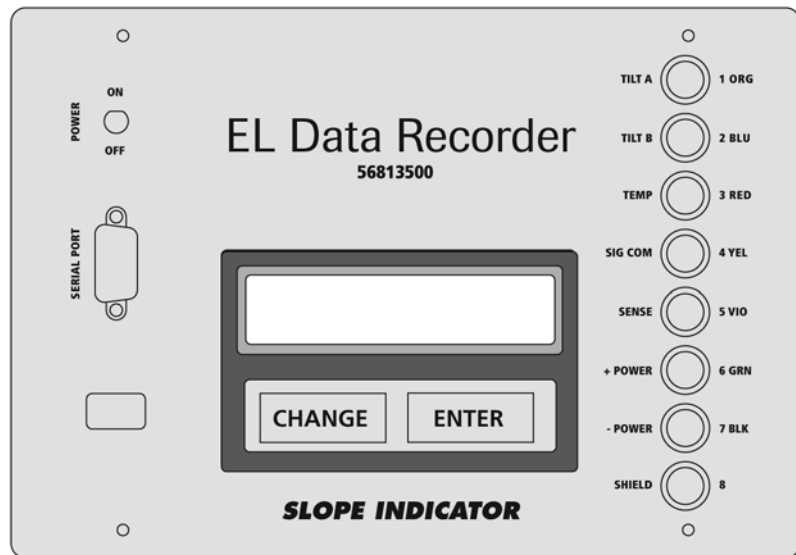 ON
POWER
OFF
SERIAL PORT
EL Data Recorder
56813500
CHANGE
ENTER
SLOPE INDICATOR
TILT A 1 ORG
TILT B 2 BLU
TEMP 3 RED
SIG COM 4 YEL
SENSE 5 VIO
+ POWER 6 GRN
- POWER 7 BLK
SHIELD 8